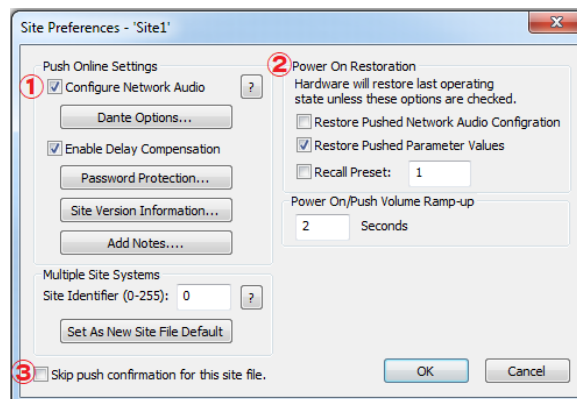 Site Preferences - 'Site1'
Push Online Settings
1 Configure Network Audio ?
Dante Options...
Enable Delay Compensation
Password Protection...
Site Version Information...
Add Notes....
Multiple Site Systems
Site Identifier (0-255): 0 ?
Set As New Site File Default
3 Skip push confirmation for this site file.
2 Power On Restoration
Hardware will restore last operating
state unless these options are checked.
Restore Pushed Network Audio Configration
Restore Pushed Parameter Values
Recall Preset: 1
Power On/Push Volume Ramp-up
2 Seconds
OK Cancel